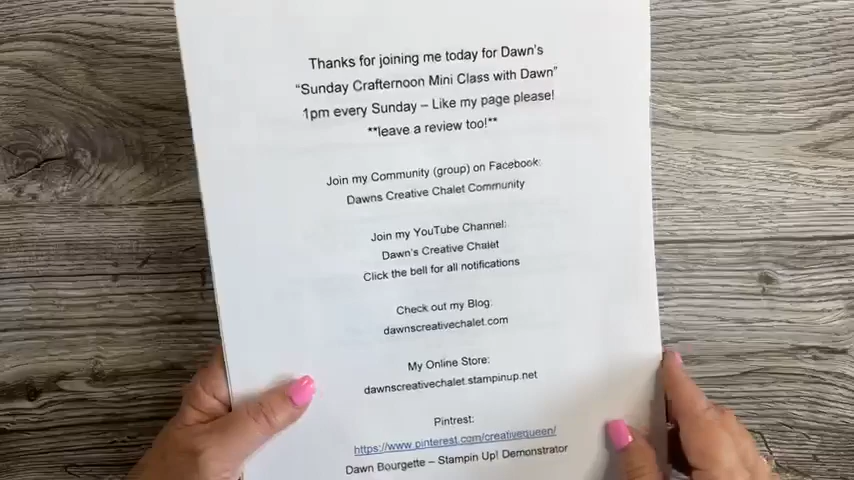 Thanks for joining me today for Dawn's
"Sunday Crafternoon Mini Class with Dawn"
1pm every Sunday – Like my page please!
**leave a review too!**
Join my Community (group) on Facebook:
Dawns Creative Chalet Community
Join my YouTube Channel:
Dawn's Creative Chalet
Click the bell for all notifications
Check out my Blog:
dawnscreativechalet.com
My Online Store:
dawnscreativechalet.stampinup.net
Pintrest:
https://www.pinterest.com/creativequeen/
Dawn Bourgette – Stampin Up! Demonstrator